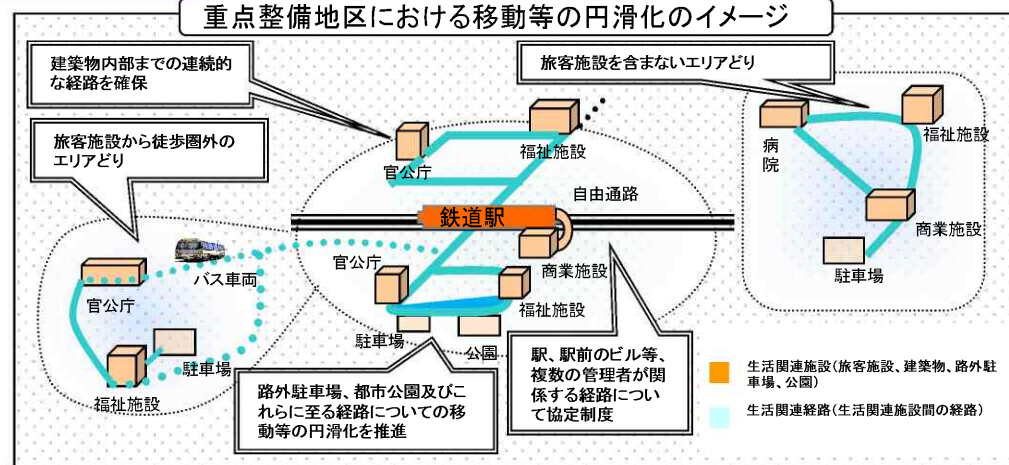 重点整備地区における移動等の円滑化のイメージ
建築物内部までの連続的
な経路を確保
旅客施設を含まないエリアどり
旅客施設から徒歩圏外の
エリアどり
官公庁
福祉施設
自由通路
鉄道駅
商業施設
官公庁
福祉施設
駐車場
公園
バス車両
官公庁
駐車場
福祉施設
病
院
福祉施設
商業施設
駐車場
路外駐車場、都市公園及びこ
れらに至る経路についての移
動等の円滑化を推進
駅、駅前のビル等、
複数の管理者が関
係する経路につい
て協定制度
生活関連施設(旅客施設、建築物、路外駐
車場、公園)
生活関連経路(生活関連施設間の経路)